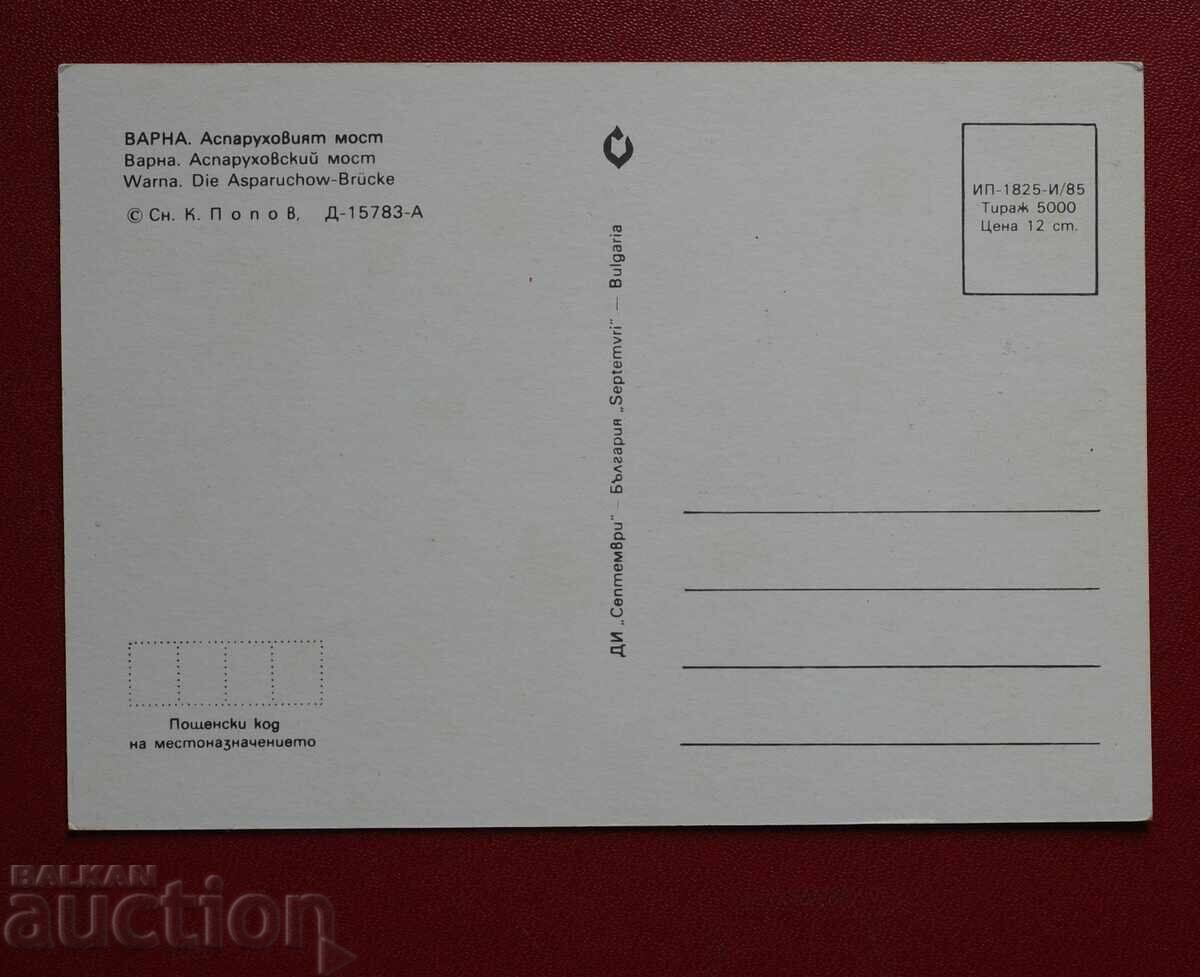 ВАРНА. Аспаруховият мост
Варна. Аспаруховский мост
Warna. Die Asparuchow-Brücke
© Сн. К. Попов, Д-15783-А
ДИ „Септември" — България „Septemvri" — Bulgaria
ИП-1825-И/85
Тираж 5000
Цена 12 ст.
Пощенски код
на местоназначението
BALKAN
auction